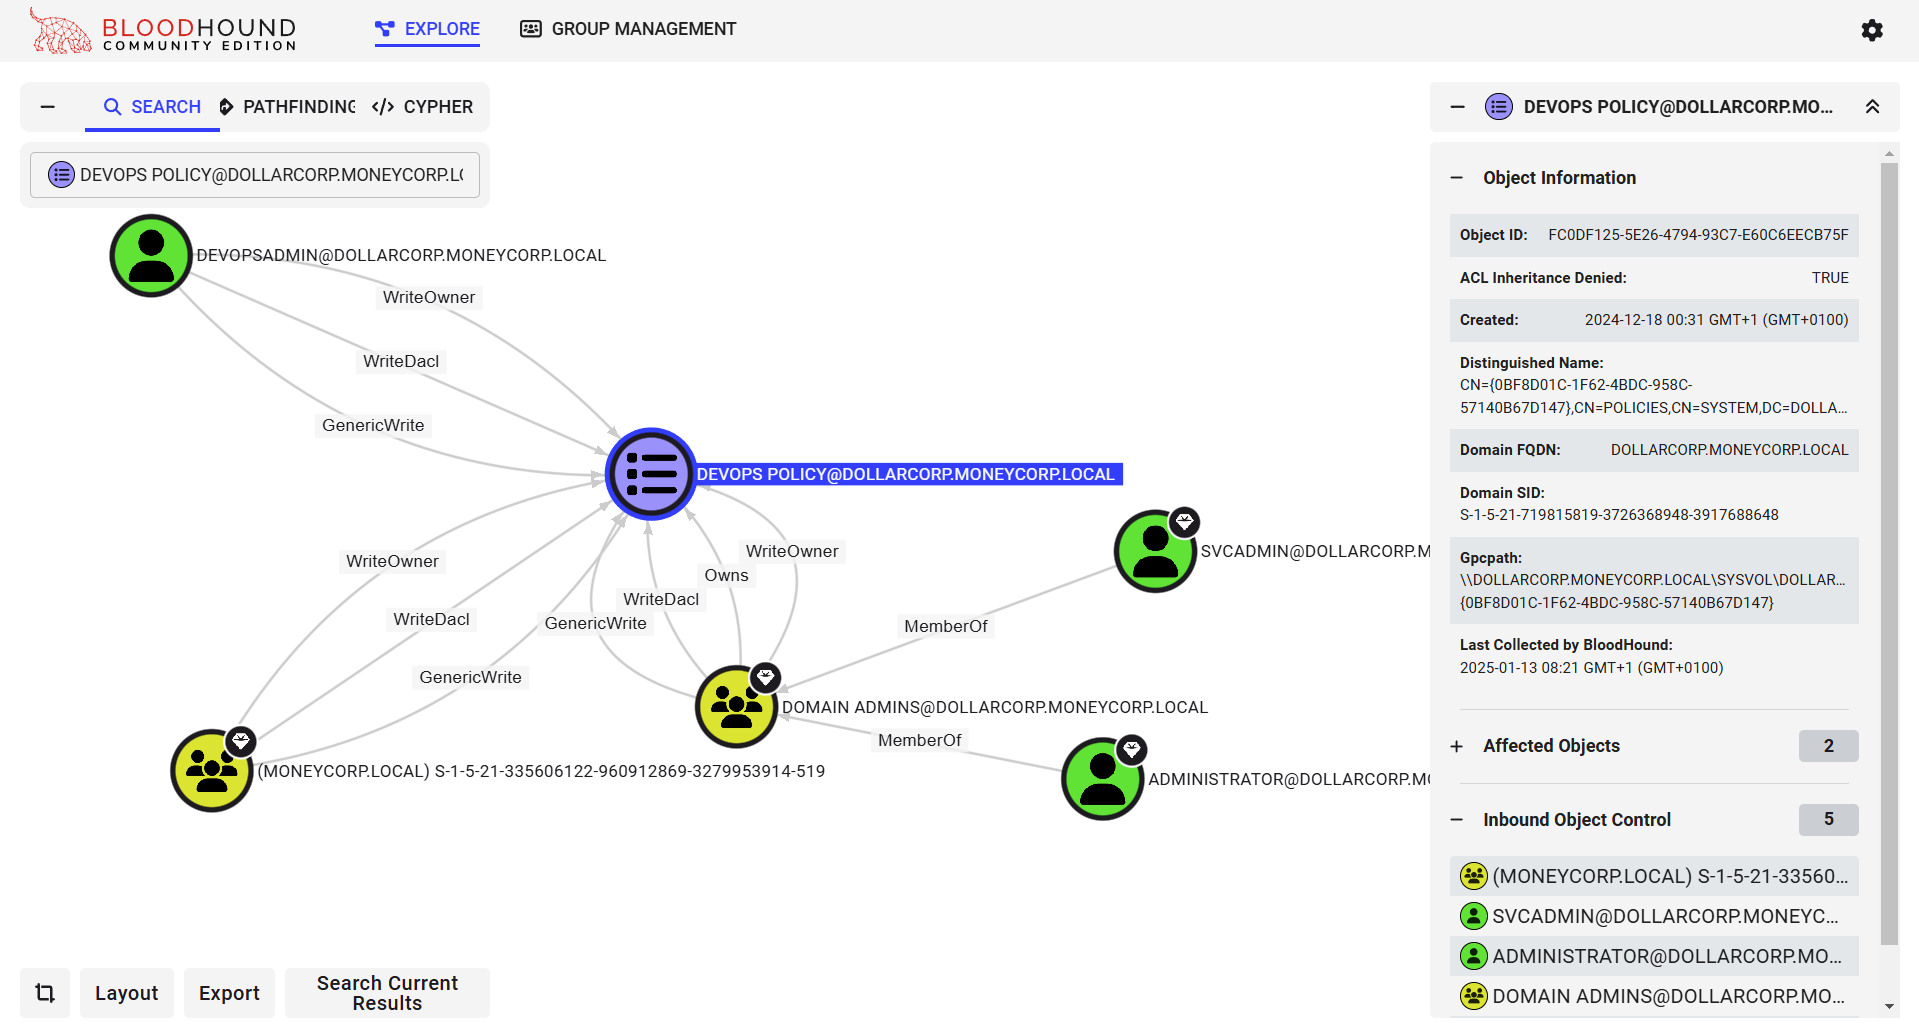 BLOODHOUND
COMMUNITY EDITION
EXPLORE
GROUP MANAGEMENT
SEARCH
PATHFINDING
CYPHER
DEVOPS POLICY@DOLLARCORP.MONEYCORP.LO
DEVOPSADMIN@DOLLARCORP.MONEYCORP.LOCAL
WriteOwner
WriteDacl
GenericWrite
DEVOPS POLICY@DOLLARCORP.MONEYCORP.LOCAL
SVCADMIN@DOLLARCORP.M
WriteOwner
WriteOwner
Owns
WriteDacl
WriteDacl
GenericWrite
MemberOf
GenericWrite
DOMAIN ADMINS@DOLLARCORP.MONEYCORP.LOCAL
MemberOf
(MONEYCORP.LOCAL) S-1-5-21-335606122-960912869-3279953914-519
ADMINISTRATOR@DOLLARCORP.MO
Layout
Export
Search Current
Results
DEVOPS POLICY@DOLLARCORP.MO...
Object Information
Object ID: FC0DF125-5E26-4794-93C7-E60C6EECB75F
ACL Inheritance Denied: TRUE
Created: 2024-12-18 00:31 GMT+1 (GMT+0100)
Distinguished Name:
CN={0BF8D01C-1F62-4BDC-958C-
57140B67D147},CN=POLICIES,CN=SYSTEM,DC=DOLLA...
Domain FQDN: DOLLARCORP.MONEYCORP.LOCAL
Domain SID:
S-1-5-21-719815819-3726368948-3917688648
Gpcpath:
\\DOLLARCORP.MONEYCORP.LOCAL\SYSVOL\DOLLAR...
{0BF8D01C-1F62-4BDC-958C-57140B67D147}
Last Collected by BloodHound:
2025-01-13 08:21 GMT+1 (GMT+0100)
Affected Objects 2
Inbound Object Control 5
(MONEYCORP.LOCAL) S-1-5-21-33560...
SVCADMIN@DOLLARCORP.MONEYC...
ADMINISTRATOR@DOLLARCORP.MO...
DOMAIN ADMINS@DOLLARCORP.MO...